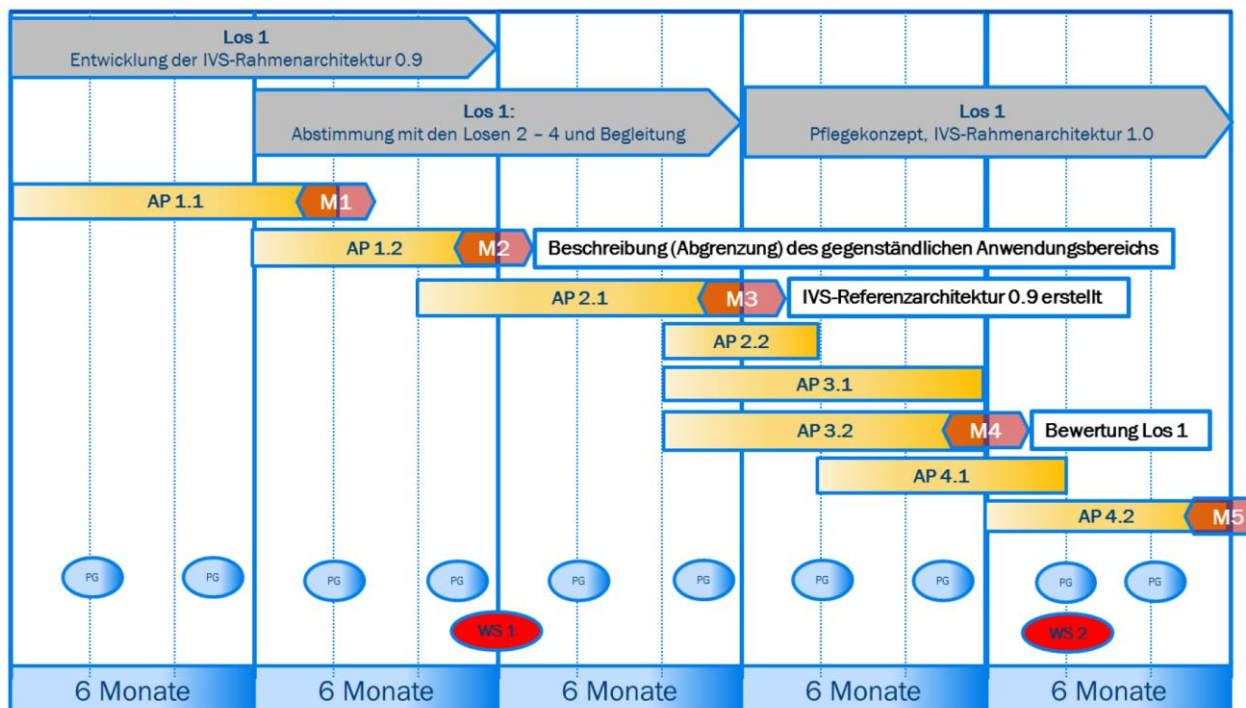 Los 1
Entwicklung der IVS-Rahmenarchitektur 0.9
Los 1:
Abstimmung mit den Losen 2 – 4 und Begleitung
Los 1
Pflegekonzept, IVS-Rahmenarchitektur 1.0
AP 1.1
M1
AP 1.2
M2
Beschreibung (Abgrenzung) des gegenständlichen Anwendungsbereichs
AP 2.1
M3
IVS-Referenzarchitektur 0.9 erstellt
AP 2.2
AP 3.1
AP 3.2
M4
Bewertung Los 1
AP 4.1
AP 4.2
M5
PG
PG
PG
PG
PG
PG
PG
PG
PG
PG
WS 1
WS 2
6 Monate
6 Monate
6 Monate
6 Monate
6 Monate